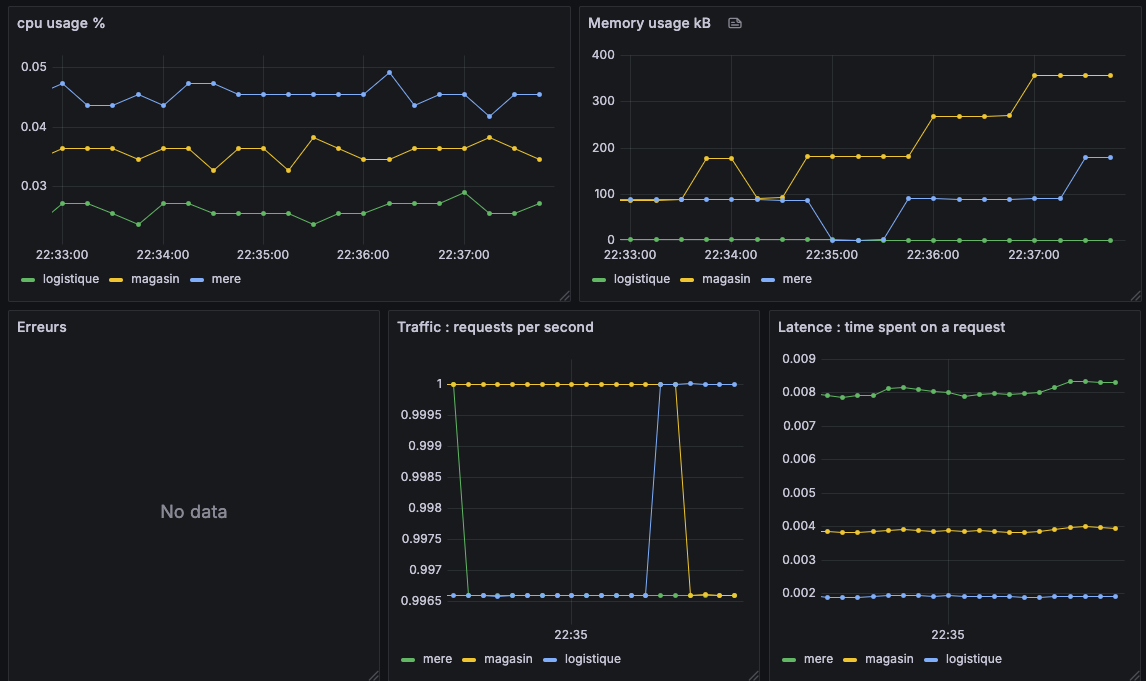 cpu usage %
0.05
0.04
0.03
22:33:00 22:34:00 22:35:00 22:36:00 22:37:00
logistique magasin mere
Memory usage kB
400
300
200
100
0
22:33:00 22:34:00 22:35:00 22:36:00 22:37:00
logistique magasin mere
Erreurs
No data
Traffic : requests per second
1
0.9995
0.999
0.9985
0.998
0.9975
0.997
0.9965
22:35
mere magasin logistique
Latence : time spent on a request
0.009
0.008
0.007
0.006
0.005
0.004
0.003
0.002
22:35
mere magasin logistique